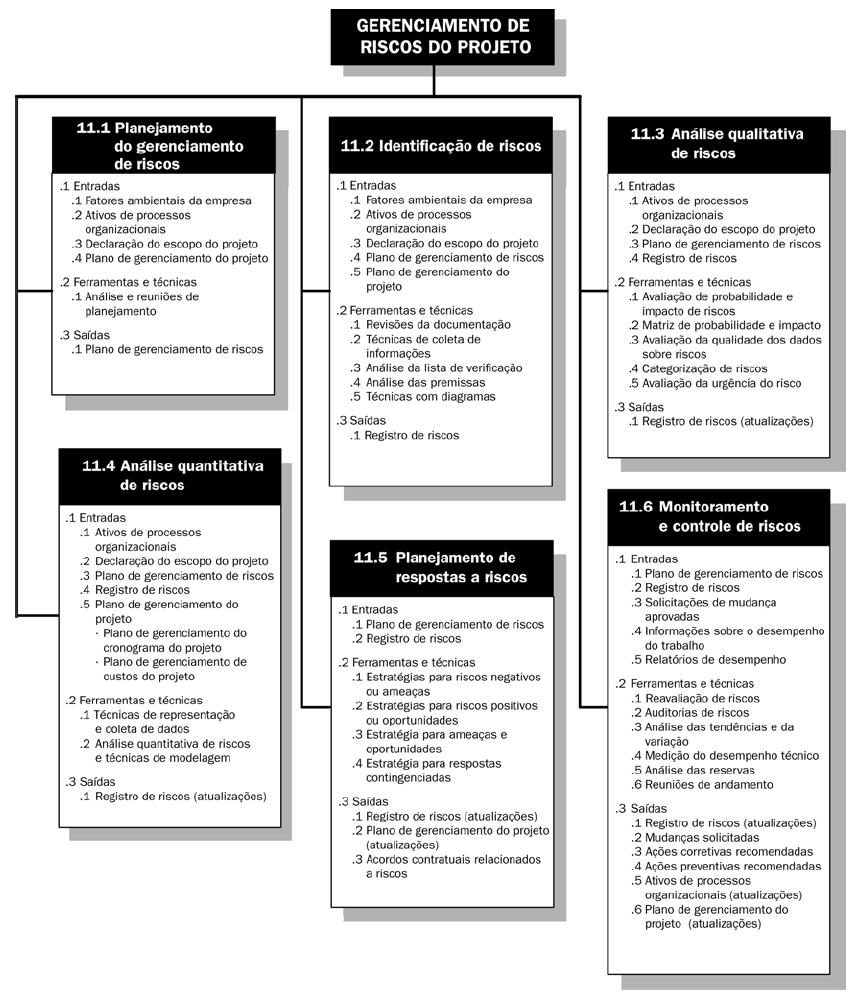 GERENCIAMENTO DE
RISCOS DO PROJETO
11.1 Planejamento
do gerenciamento
de riscos
.1 Entradas
.1 Fatores ambientais da empresa
.2 Ativos de processos
organizacionais
.3 Declaração do escopo do projeto
.4 Plano de gerenciamento do projeto
.2 Ferramentas e técnicas
.1 Análise e reuniões de
planejamento
.3 Saídas
.1 Plano de gerenciamento de riscos
11.2 Identificação de riscos
.1 Entradas
.1 Fatores ambientais da empresa
.2 Ativos de processos
organizacionais
.3 Declaração do escopo do projeto
.4 Plano de gerenciamento de riscos
.5 Plano de gerenciamento do
projeto
.2 Ferramentas e técnicas
.1 Revisões da documentação
.2 Técnicas de coleta de
informações
.3 Análise da lista de verificação
.4 Análise das premissas
.5 Técnicas com diagramas
.3 Saídas
.1 Registro de riscos
11.3 Análise qualitativa
de riscos
.1 Entradas
.1 Ativos de processos
organizacionais
.2 Declaração do escopo do projeto
.3 Plano de gerenciamento de riscos
.4 Registro de riscos
.2 Ferramentas e técnicas
.1 Avaliação de probabilidade e
impacto de riscos
.2 Matriz de probabilidade e impacto
.3 Avaliação da qualidade dos dados
sobre riscos
.4 Categorização de riscos
.5 Avaliação da urgência do risco
.3 Saídas
.1 Registro de riscos (atualizações)
11.4 Análise quantitativa
de riscos
.1 Entradas
.1 Ativos de processos
organizacionais
.2 Declaração do escopo do projeto
.3 Plano de gerenciamento de riscos
.4 Registro de riscos
.5 Plano de gerenciamento do
projeto
· Plano de gerenciamento do
cronograma do projeto
· Plano de gerenciamento de
custos do projeto
.2 Ferramentas e técnicas
.1 Técnicas de representação
e coleta de dados
.2 Análise quantitativa de riscos
e técnicas de modelagem
.3 Saídas
.1 Registro de riscos (atualizações)
11.5 Planejamento de
respostas a riscos
.1 Entradas
.1 Plano de gerenciamento de riscos
.2 Registro de riscos
.2 Ferramentas e técnicas
.1 Estratégias para riscos negativos
ou ameaças
.2 Estratégias para riscos positivos
ou oportunidades
.3 Estratégia para ameaças e
oportunidades
.4 Estratégia para respostas
contingenciadas
.3 Saídas
.1 Registro de riscos (atualizações)
.2 Plano de gerenciamento do projeto
(atualizações)
.3 Acordos contratuais relacionados
a riscos
11.6 Monitoramento
e controle de riscos
.1 Entradas
.1 Plano de gerenciamento de riscos
.2 Registro de riscos
.3 Solicitações de mudança
aprovadas
.4 Informações sobre o desempenho
do trabalho
.5 Relatórios de desempenho
.2 Ferramentas e técnicas
.1 Reavaliação de riscos
.2 Auditorias de riscos
.3 Análise das tendências e da
variação
.4 Medição do desempenho técnico
.5 Análise das reservas
.6 Reuniões de andamento
.3 Saídas
.1 Registro de riscos (atualizações)
.2 Mudanças solicitadas
.3 Ações corretivas recomendadas
.4 Ações preventivas recomendadas
.5 Ativos de processos
organizacionais (atualizações)
.6 Plano de gerenciamento do
projeto (atualizações)